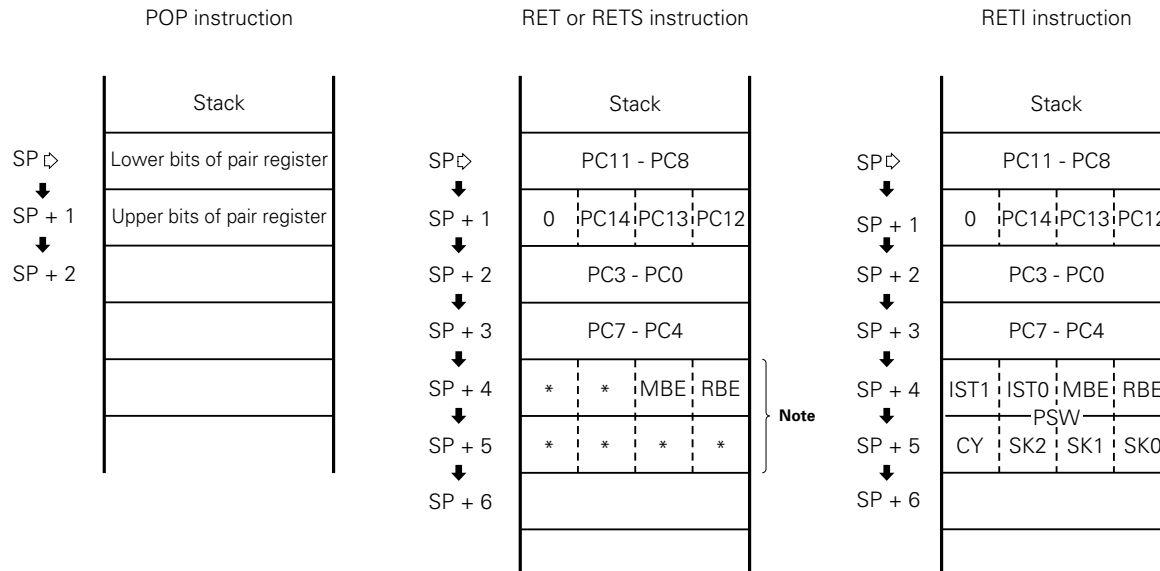 POP instruction
Stack
SP ⇨ Lower bits of pair register
SP + 1 Upper bits of pair register
SP + 2
RET or RETS instruction
Stack
SP ⇨ PC11 - PC8
SP + 1 0 PC14 PC13 PC12
SP + 2 PC3 - PC0
SP + 3 PC7 - PC4
SP + 4 * * MBE RBE
Note
SP + 5 * * * *
SP + 6
RETI instruction
Stack
SP ⇨ PC11 - PC8
SP + 1 0 PC14 PC13 PC12
SP + 2 PC3 - PC0
SP + 3 PC7 - PC4
SP + 4 IST1 IST0 MBE RBE
PSW
SP + 5 CY SK2 SK1 SK0
SP + 6